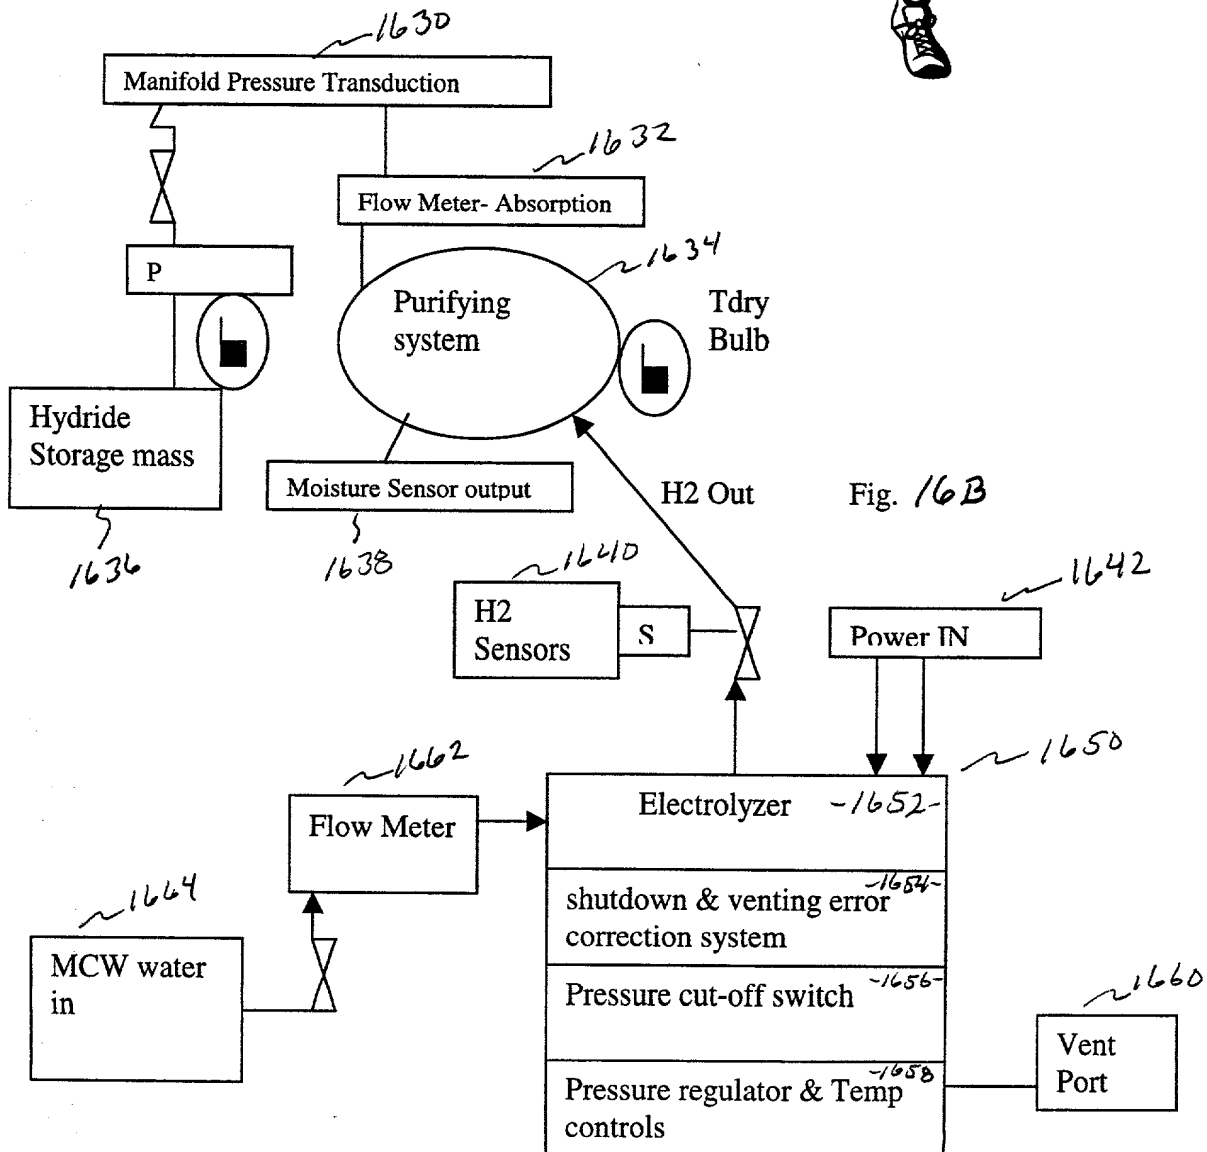 1630
Manifold Pressure Transduction
1632
Flow Meter- Absorption
1634
P
Purifying
system
Tdry
Bulb
Hydride
Storage mass
Moisture Sensor output
H2 Out
Fig. 16B
1636
1638
1640
1642
H2
Sensors
S
Power IN
1650
1662
Electrolyzer -1652-
Flow Meter
1664
-1654-
shutdown & venting error
correction system
MCW water
in
-1656-
Pressure cut-off switch
1660
Vent
Port
-1658
Pressure regulator & Temp
controls